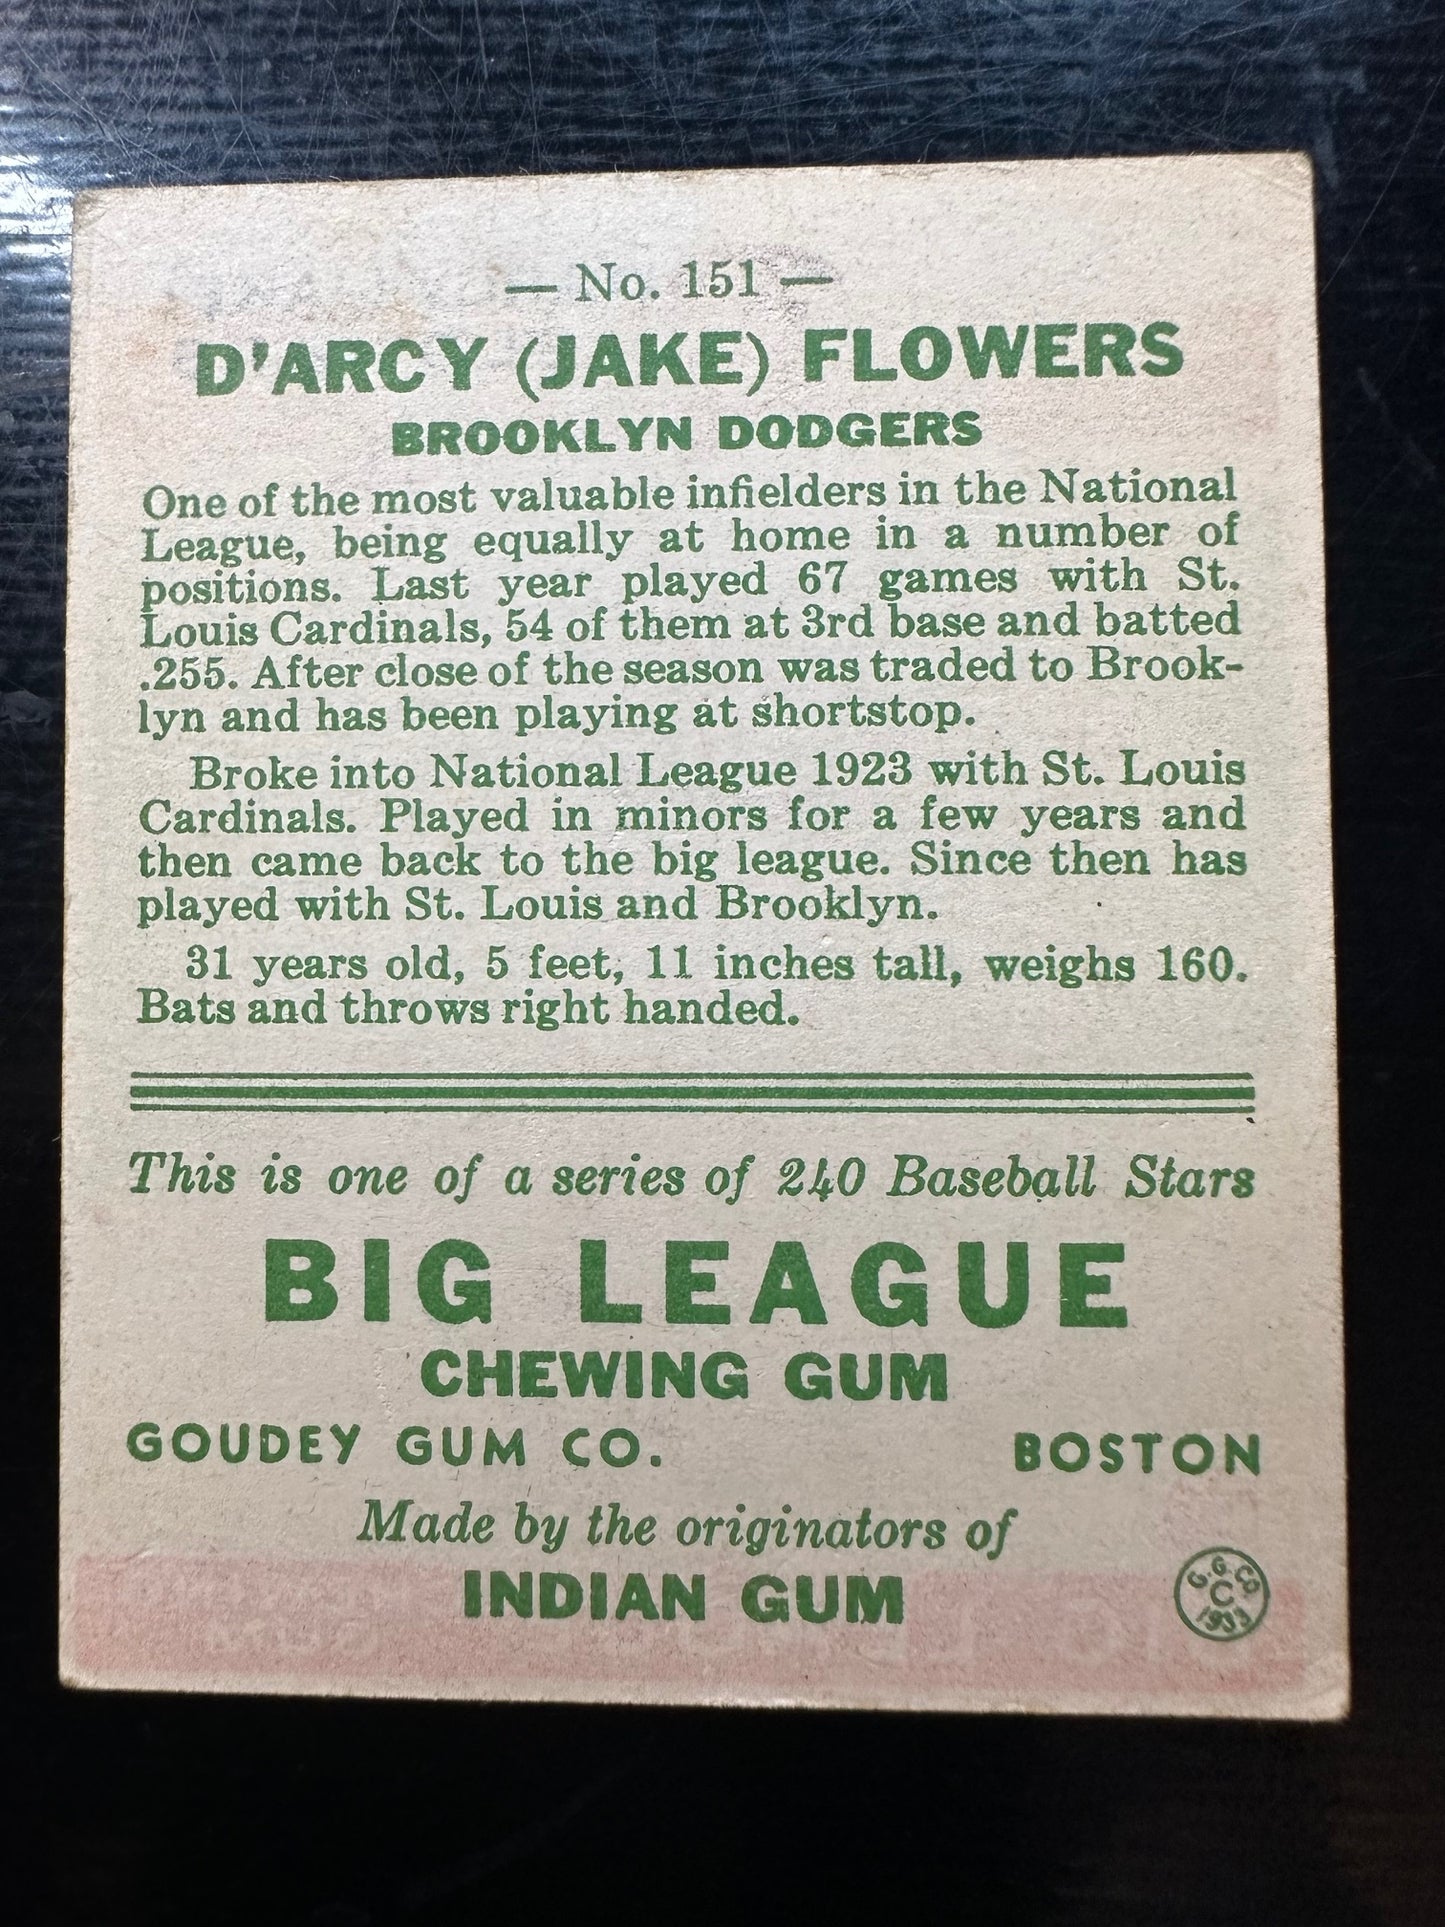 — No. 151 —
D'ARCY (JAKE) FLOWERS
BROOKLYN DODGERS
One of the most valuable infielders in the National
League, being equally at home in a number of
positions. Last year played 67 games with St.
Louis Cardinals, 54 of them at 3rd base and batted
.255. After close of the season was traded to Brook-
lyn and has been playing at shortstop.
Broke into National League 1923 with St. Louis
Cardinals. Played in minors for a few years and
then came back to the big league. Since then has
played with St. Louis and Brooklyn.
31 years old, 5 feet, 11 inches tall, weighs 160.
Bats and throws right handed.
This is one of a series of 240 Baseball Stars
BIG LEAGUE
CHEWING GUM
GOUDEY GUM CO. BOSTON
Made by the originators of
INDIAN GUM
G. G. CO.
C
1933